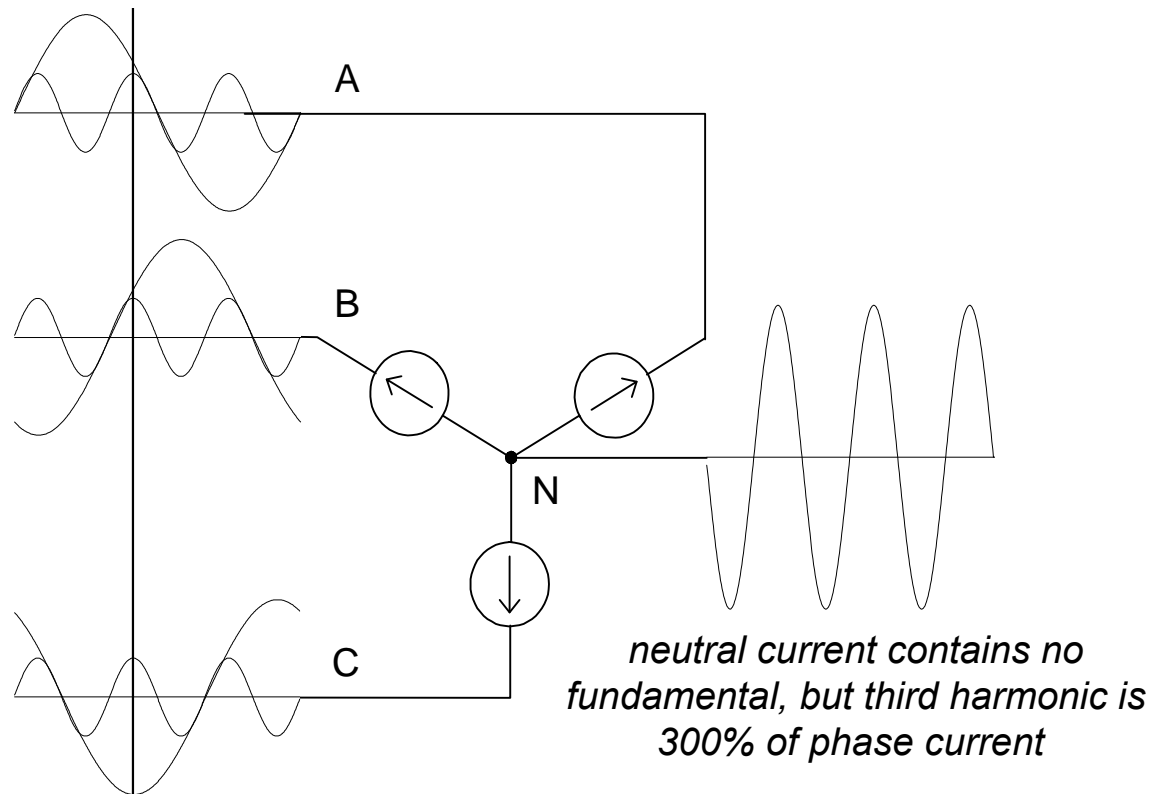 A
B
N
C
neutral current contains no
fundamental, but third harmonic is
300% of phase current